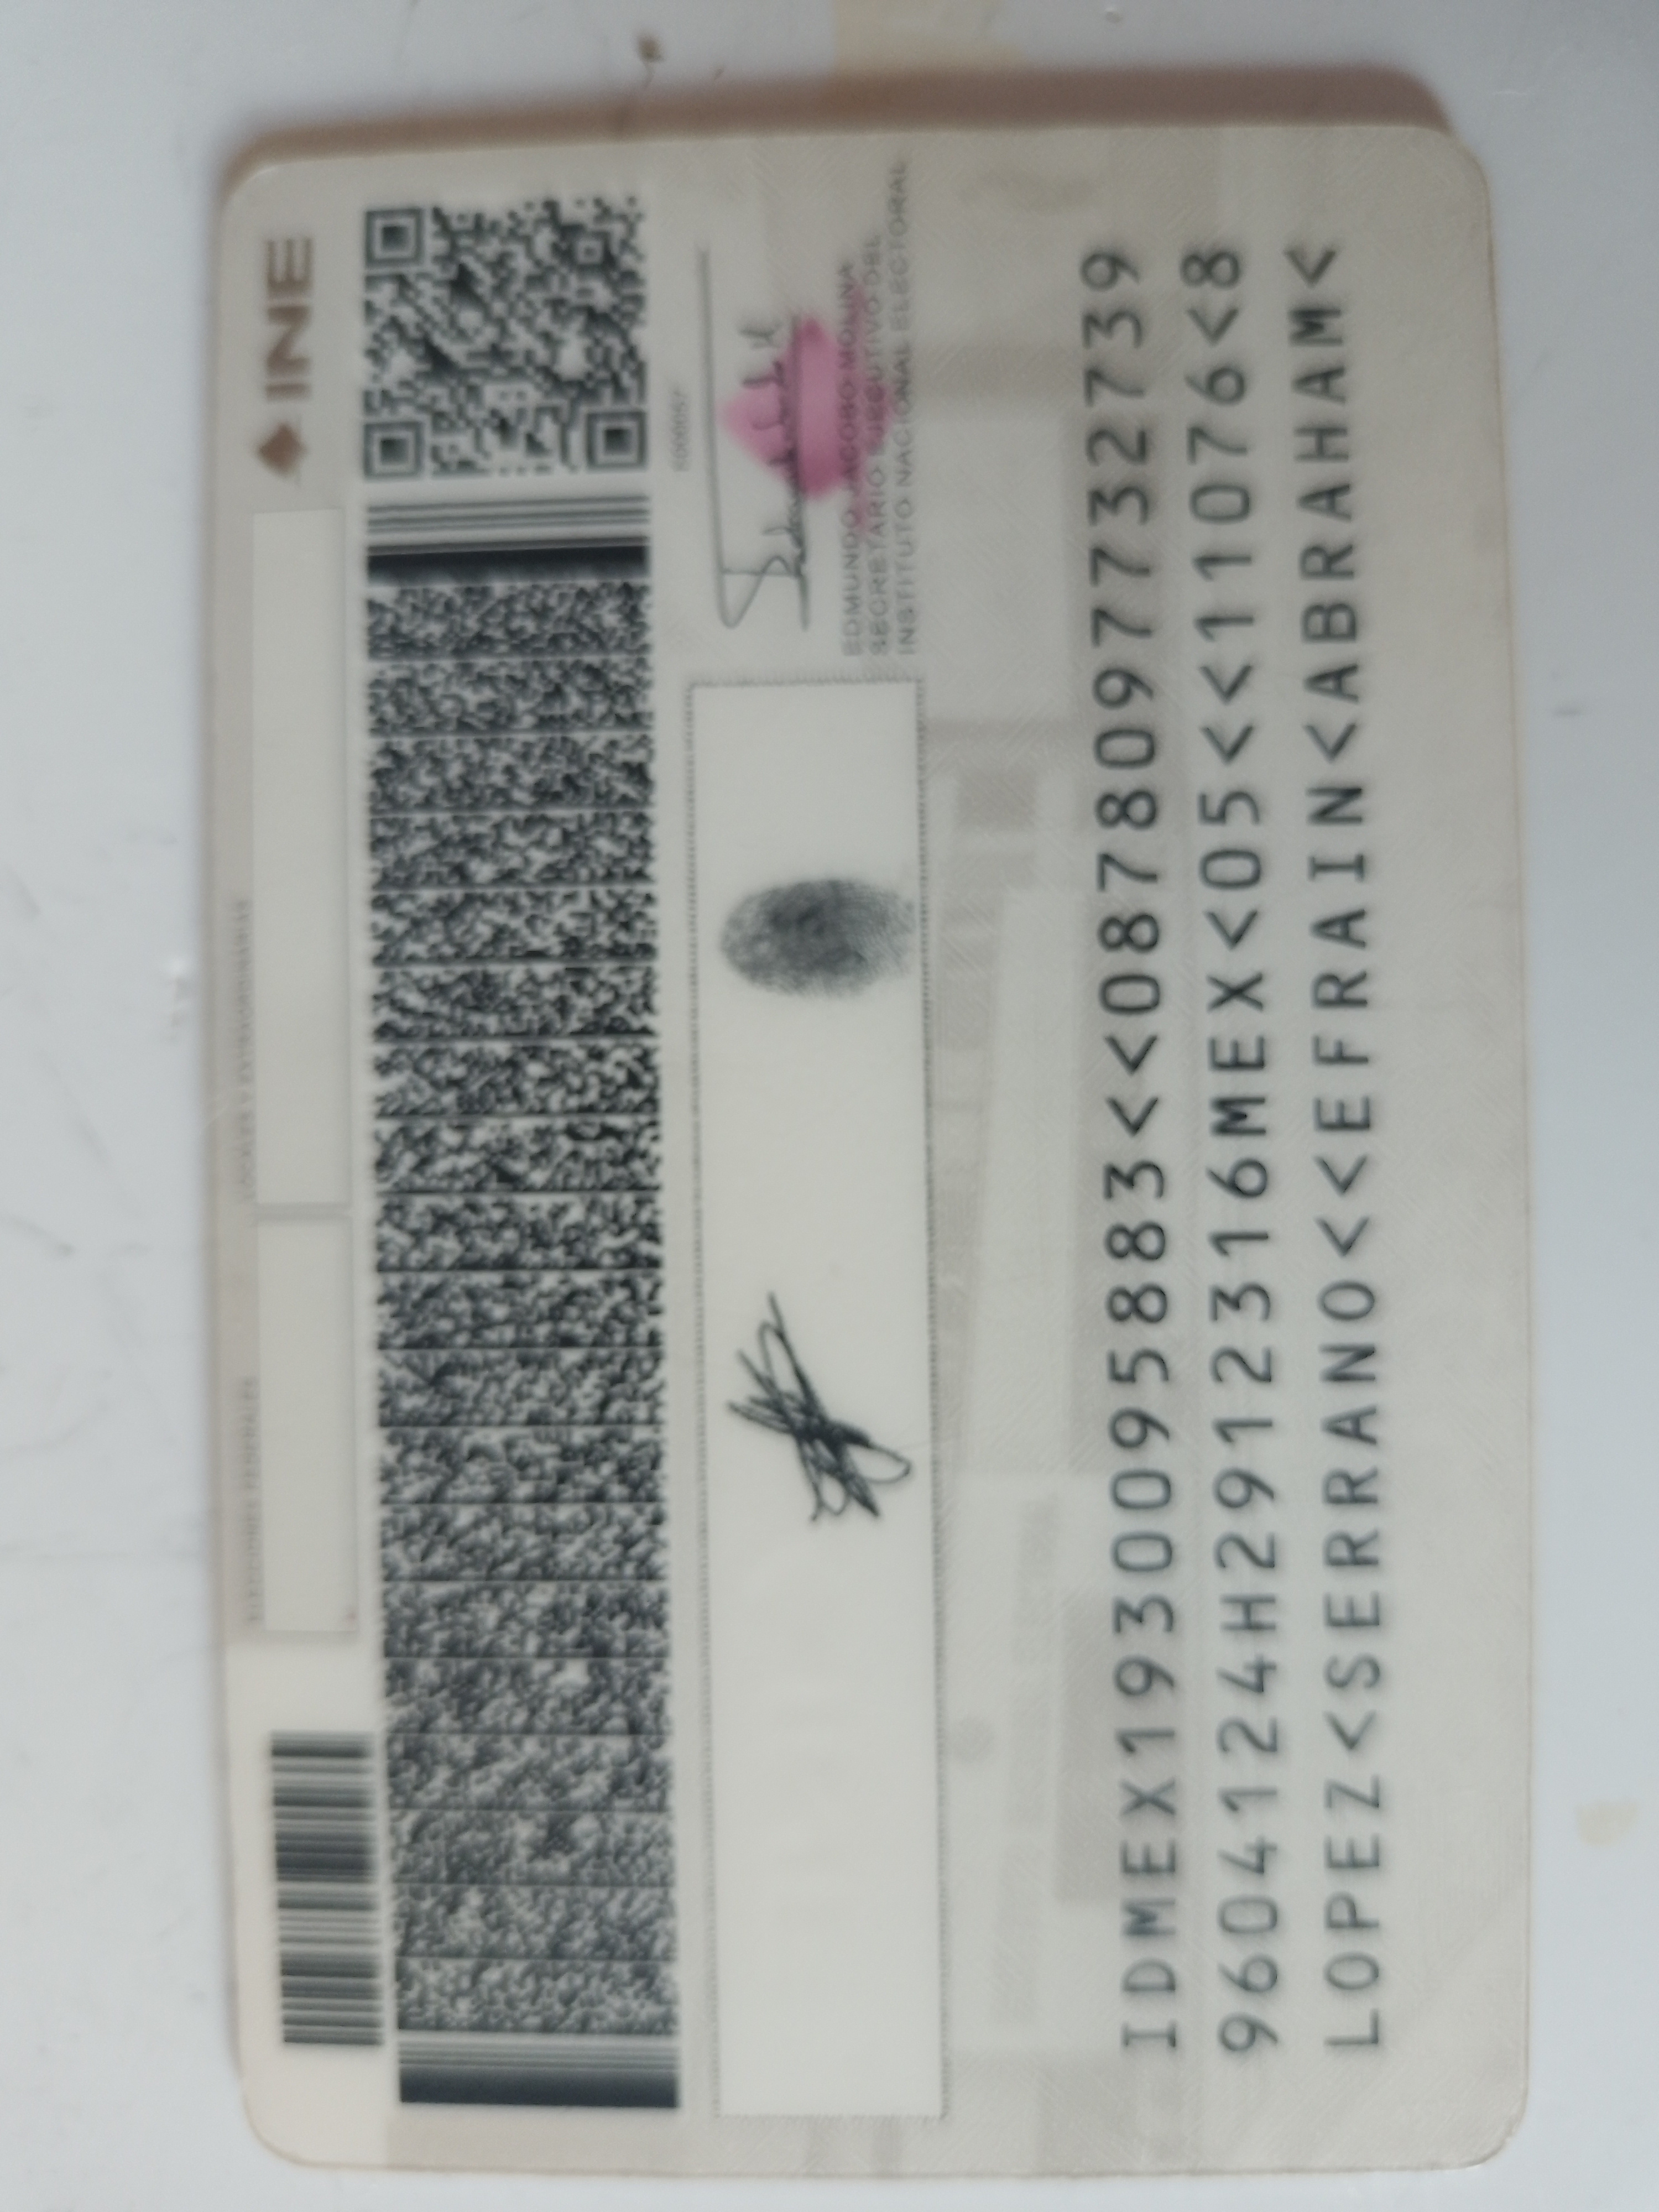 INE
EDMUNDO JACOBO MOLINA
SECRETARIO EJECUTIVO DEL
INSTITUTO NACIONAL ELECTORAL
IDMEX1930095883<<0878097732739
9604124H2912316MEX<05<<11076<8
LOPEZ<SERRANO<<EFRAIN<ABRAHAM<